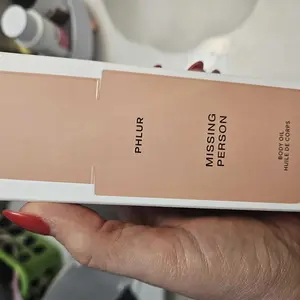 PHLUR
MISSING
PERSON
BODY OIL
HUILE DE CORPS